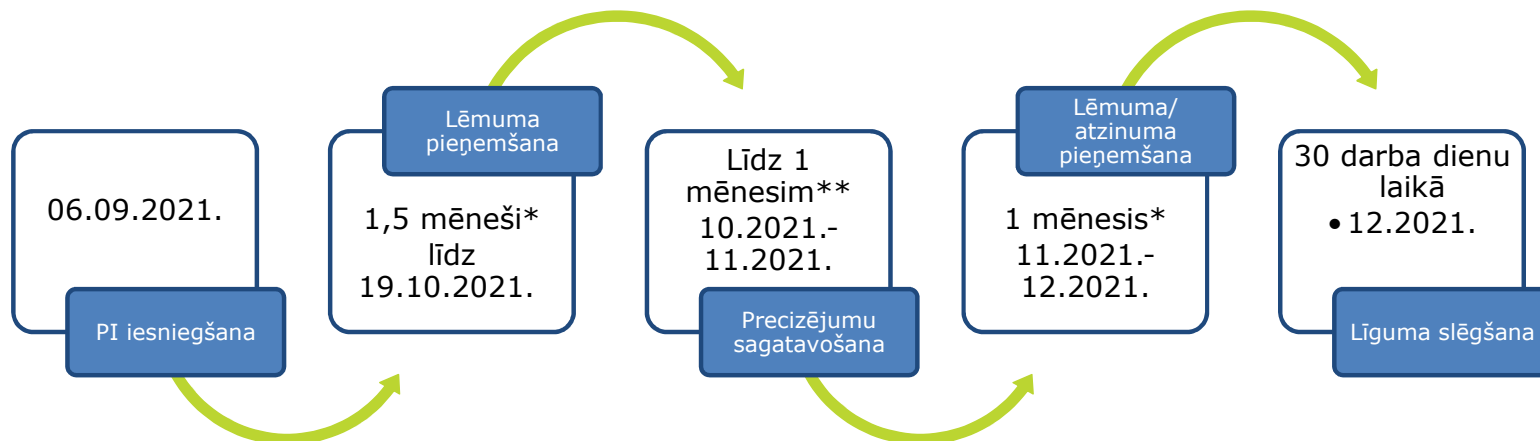 06.09.2021.
PI iesniegšana
Lēmuma
pieņemšana
1,5 mēneši*
līdz
19.10.2021.
Līdz 1
mēnesim**
10.2021.-
11.2021.
Precizējumu
sagatavošana
Lēmuma/
atzinuma
pieņemšana
1 mēnesis*
11.2021.-
12.2021.
30 darba dienu
laikā
• 12.2021.
Līguma slēgšana